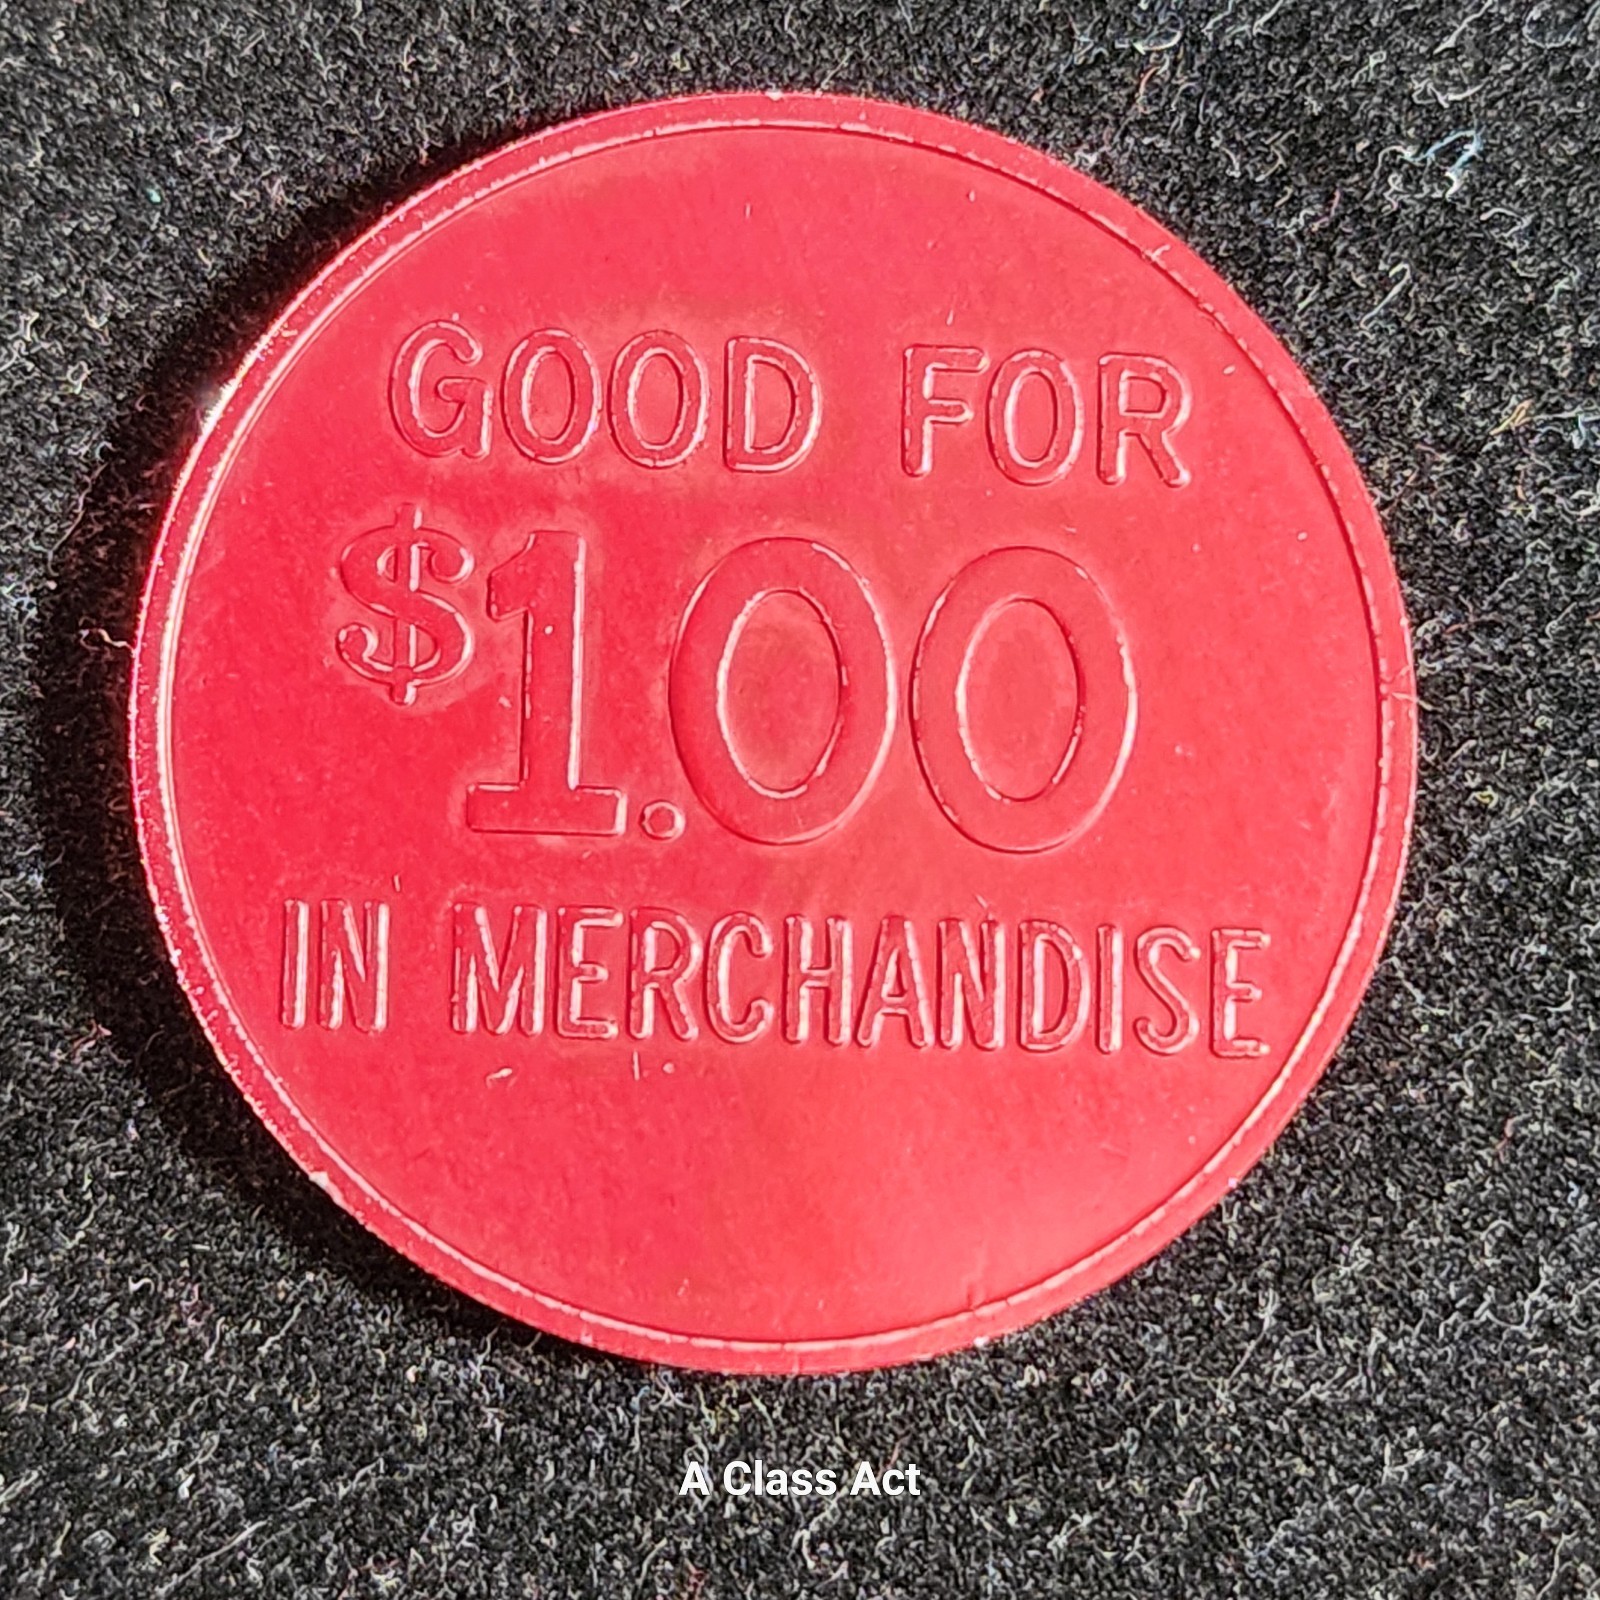 GOOD FOR
$1.00
IN MERCHANDISE
A Class Act